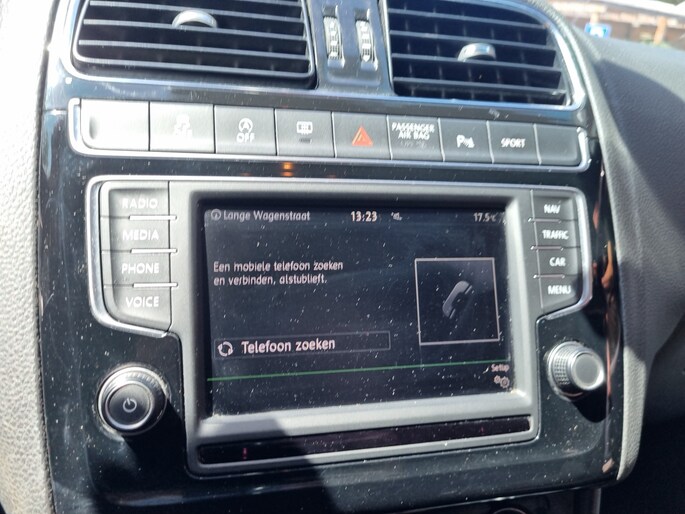 OFF
PASSENGER
AIR BAG
SPORT
RADIO
MEDIA
PHONE
VOICE
Lange Wagenstraat 13:23 17.5°C
Een mobiele telefoon zoeken
en verbinden, alstublieft.
Telefoon zoeken
Setup
NAV
TRAFFIC
CAR
MENU